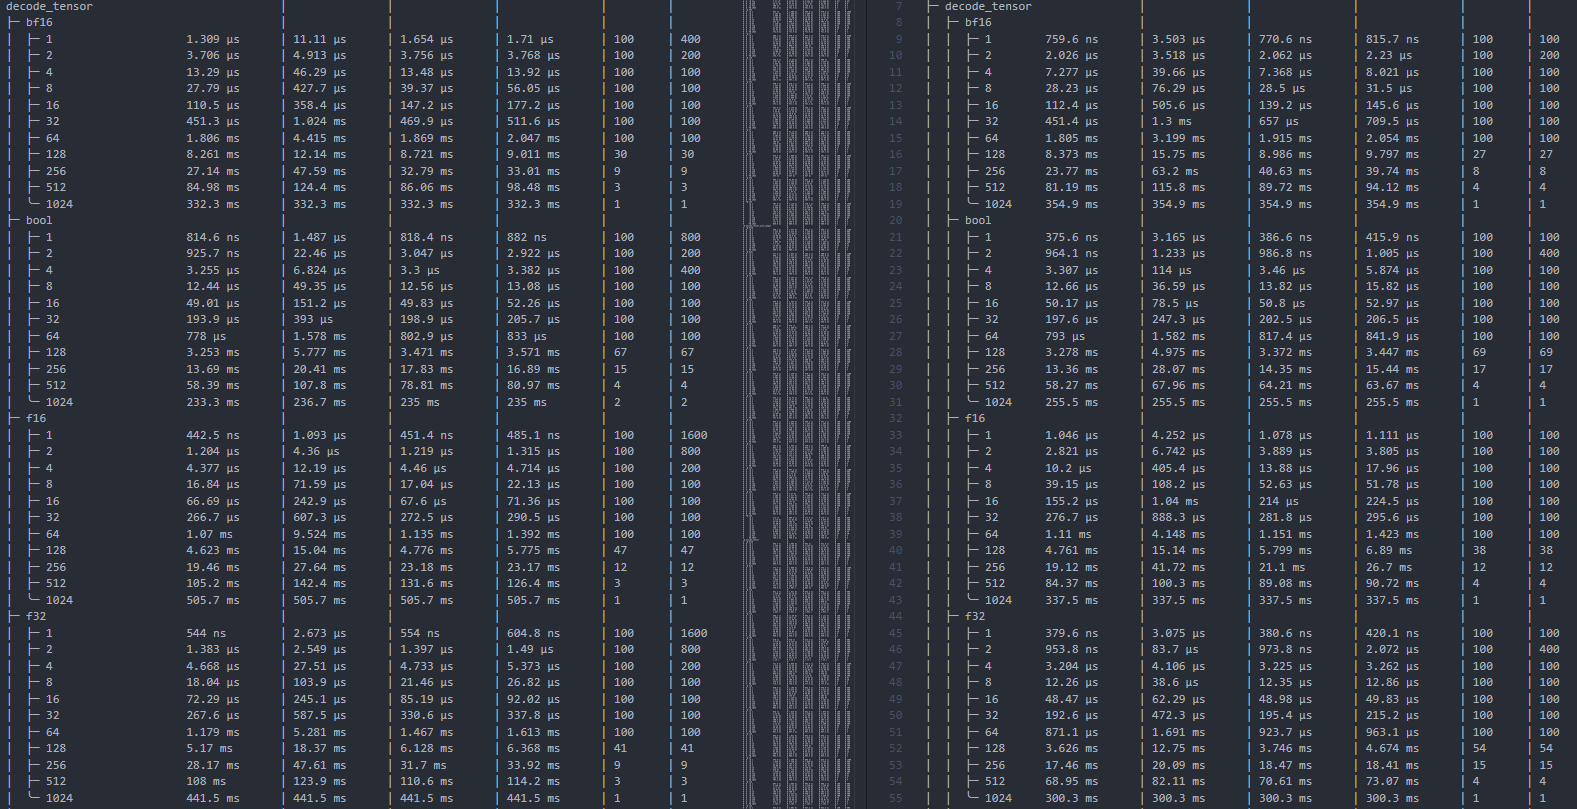 decode_tensor
├─ bf16
│  ├─ 1  1.309 µs │ 11.11 µs │ 1.654 µs │ 1.71 µs │ 100 │ 400
│  ├─ 2  3.706 µs │ 4.913 µs │ 3.756 µs │ 3.768 µs │ 100 │ 200
│  ├─ 4  13.29 µs │ 46.29 µs │ 13.48 µs │ 13.92 µs │ 100 │ 100
│  ├─ 8  27.79 µs │ 427.7 µs │ 39.37 µs │ 56.05 µs │ 100 │ 100
│  ├─ 16  110.5 µs │ 358.4 µs │ 147.2 µs │ 177.2 µs │ 100 │ 100
│  ├─ 32  451.3 µs │ 1.024 ms │ 469.9 µs │ 511.6 µs │ 100 │ 100
│  ├─ 64  1.806 ms │ 4.415 ms │ 1.869 ms │ 2.047 ms │ 100 │ 100
│  ├─ 128  8.261 ms │ 12.14 ms │ 8.721 ms │ 9.011 ms │ 30 │ 30
│  ├─ 256  27.14 ms │ 47.59 ms │ 32.79 ms │ 33.01 ms │ 9 │ 9
│  ├─ 512  84.98 ms │ 124.4 ms │ 86.06 ms │ 98.48 ms │ 3 │ 3
│  ╰─ 1024  332.3 ms │ 332.3 ms │ 332.3 ms │ 332.3 ms │ 1 │ 1
├─ bool
│  ├─ 1  814.6 ns │ 1.487 µs │ 818.4 ns │ 882 ns │ 100 │ 800
│  ├─ 2  925.7 ns │ 22.46 µs │ 3.047 µs │ 2.922 µs │ 100 │ 200
│  ├─ 4  3.255 µs │ 6.824 µs │ 3.3 µs │ 3.382 µs │ 100 │ 400
│  ├─ 8  12.44 µs │ 49.35 µs │ 12.56 µs │ 13.08 µs │ 100 │ 100
│  ├─ 16  49.01 µs │ 151.2 µs │ 49.83 µs │ 52.26 µs │ 100 │ 100
│  ├─ 32  193.9 µs │ 393 µs │ 198.9 µs │ 205.7 µs │ 100 │ 100
│  ├─ 64  778 µs │ 1.578 ms │ 802.9 µs │ 833 µs │ 100 │ 100
│  ├─ 128  3.253 ms │ 5.777 ms │ 3.471 ms │ 3.571 ms │ 67 │ 67
│  ├─ 256  13.69 ms │ 20.41 ms │ 17.83 ms │ 16.89 ms │ 15 │ 15
│  ├─ 512  58.39 ms │ 107.8 ms │ 78.81 ms │ 80.97 ms │ 4 │ 4
│  ╰─ 1024  233.3 ms │ 236.7 ms │ 235 ms │ 235 ms │ 2 │ 2
├─ f16
│  ├─ 1  442.5 ns │ 1.093 µs │ 451.4 ns │ 485.1 ns │ 100 │ 1600
│  ├─ 2  1.204 µs │ 4.36 µs │ 1.219 µs │ 1.315 µs │ 100 │ 800
│  ├─ 4  4.377 µs │ 12.19 µs │ 4.46 µs │ 4.714 µs │ 100 │ 200
│  ├─ 8  16.84 µs │ 71.59 µs │ 17.04 µs │ 22.13 µs │ 100 │ 100
│  ├─ 16  66.69 µs │ 242.9 µs │ 67.6 µs │ 71.36 µs │ 100 │ 100
│  ├─ 32  266.7 µs │ 607.3 µs │ 272.5 µs │ 290.5 µs │ 100 │ 100
│  ├─ 64  1.07 ms │ 9.524 ms │ 1.135 ms │ 1.392 ms │ 100 │ 100
│  ├─ 128  4.623 ms │ 15.04 ms │ 4.776 ms │ 5.775 ms │ 47 │ 47
│  ├─ 256  19.46 ms │ 27.64 ms │ 23.18 ms │ 23.17 ms │ 12 │ 12
│  ├─ 512  105.2 ms │ 142.4 ms │ 131.6 ms │ 126.4 ms │ 3 │ 3
│  ╰─ 1024  505.7 ms │ 505.7 ms │ 505.7 ms │ 505.7 ms │ 1 │ 1
├─ f32
│  ├─ 1  544 ns │ 2.673 µs │ 554 ns │ 604.8 ns │ 100 │ 1600
│  ├─ 2  1.383 µs │ 2.549 µs │ 1.397 µs │ 1.49 µs │ 100 │ 800
│  ├─ 4  4.668 µs │ 27.51 µs │ 4.733 µs │ 5.373 µs │ 100 │ 200
│  ├─ 8  18.04 µs │ 103.9 µs │ 21.46 µs │ 26.82 µs │ 100 │ 100
│  ├─ 16  72.29 µs │ 245.1 µs │ 85.19 µs │ 92.02 µs │ 100 │ 100
│  ├─ 32  267.6 µs │ 587.5 µs │ 330.6 µs │ 337.8 µs │ 100 │ 100
│  ├─ 64  1.179 ms │ 5.281 ms │ 1.467 ms │ 1.613 ms │ 100 │ 100
│  ├─ 128  5.17 ms │ 18.37 ms │ 6.128 ms │ 6.368 ms │ 41 │ 41
│  ├─ 256  28.17 ms │ 47.61 ms │ 31.7 ms │ 33.92 ms │ 9 │ 9
│  ├─ 512  108 ms │ 123.9 ms │ 110.6 ms │ 114.2 ms │ 3 │ 3
│  ╰─ 1024  441.5 ms │ 441.5 ms │ 441.5 ms │ 441.5 ms │ 1 │ 1
7 ├─ decode_tensor
8 │  ├─ bf16
9 │  │  ├─ 1  759.6 ns │ 3.503 µs │ 770.6 ns │ 815.7 ns │ 100 │ 100
10 │  │  ├─ 2  2.026 µs │ 3.518 µs │ 2.062 µs │ 2.23 µs │ 100 │ 200
11 │  │  ├─ 4  7.277 µs │ 39.66 µs │ 7.368 µs │ 8.021 µs │ 100 │ 100
12 │  │  ├─ 8  28.23 µs │ 76.29 µs │ 28.5 µs │ 31.5 µs │ 100 │ 100
13 │  │  ├─ 16  112.4 µs │ 505.6 µs │ 139.2 µs │ 145.6 µs │ 100 │ 100
14 │  │  ├─ 32  451.4 µs │ 1.3 ms │ 657 µs │ 709.5 µs │ 100 │ 100
15 │  │  ├─ 64  1.805 ms │ 3.199 ms │ 1.915 ms │ 2.054 ms │ 100 │ 100
16 │  │  ├─ 128  8.373 ms │ 15.75 ms │ 8.986 ms │ 9.797 ms │ 27 │ 27
17 │  │  ├─ 256  23.77 ms │ 63.2 ms │ 40.63 ms │ 39.74 ms │ 8 │ 8
18 │  │  ├─ 512  81.19 ms │ 115.8 ms │ 89.72 ms │ 94.12 ms │ 4 │ 4
19 │  │  ╰─ 1024  354.9 ms │ 354.9 ms │ 354.9 ms │ 354.9 ms │ 1 │ 1
20 │  ├─ bool
21 │  │  ├─ 1  375.6 ns │ 3.165 µs │ 386.6 ns │ 415.9 ns │ 100 │ 100
22 │  │  ├─ 2  964.1 ns │ 1.233 µs │ 986.8 ns │ 1.005 µs │ 100 │ 400
23 │  │  ├─ 4  3.307 µs │ 114 µs │ 3.46 µs │ 5.874 µs │ 100 │ 100
24 │  │  ├─ 8  12.66 µs │ 36.59 µs │ 13.82 µs │ 15.82 µs │ 100 │ 100
25 │  │  ├─ 16  50.17 µs │ 78.5 µs │ 50.8 µs │ 52.97 µs │ 100 │ 100
26 │  │  ├─ 32  197.6 µs │ 247.3 µs │ 202.5 µs │ 206.5 µs │ 100 │ 100
27 │  │  ├─ 64  793 µs │ 1.582 ms │ 817.4 µs │ 841.9 µs │ 100 │ 100
28 │  │  ├─ 128  3.278 ms │ 4.975 ms │ 3.372 ms │ 3.447 ms │ 69 │ 69
29 │  │  ├─ 256  13.36 ms │ 28.07 ms │ 14.35 ms │ 15.44 ms │ 17 │ 17
30 │  │  ├─ 512  58.27 ms │ 67.96 ms │ 64.21 ms │ 63.67 ms │ 4 │ 4
31 │  │  ╰─ 1024  255.5 ms │ 255.5 ms │ 255.5 ms │ 255.5 ms │ 1 │ 1
32 │  ├─ f16
33 │  │  ├─ 1  1.046 µs │ 4.252 µs │ 1.078 µs │ 1.111 µs │ 100 │ 100
34 │  │  ├─ 2  2.821 µs │ 6.742 µs │ 3.889 µs │ 3.805 µs │ 100 │ 100
35 │  │  ├─ 4  10.2 µs │ 405.4 µs │ 13.88 µs │ 17.96 µs │ 100 │ 100
36 │  │  ├─ 8  39.15 µs │ 108.2 µs │ 52.63 µs │ 51.78 µs │ 100 │ 100
37 │  │  ├─ 16  155.2 µs │ 1.04 ms │ 214 µs │ 224.5 µs │ 100 │ 100
38 │  │  ├─ 32  276.7 µs │ 888.3 µs │ 281.8 µs │ 295.6 µs │ 100 │ 100
39 │  │  ├─ 64  1.11 ms │ 4.148 ms │ 1.151 ms │ 1.423 ms │ 100 │ 100
40 │  │  ├─ 128  4.761 ms │ 15.14 ms │ 5.799 ms │ 6.89 ms │ 38 │ 38
41 │  │  ├─ 256  19.12 ms │ 41.72 ms │ 21.1 ms │ 26.7 ms │ 12 │ 12
42 │  │  ├─ 512  84.37 ms │ 100.3 ms │ 89.08 ms │ 90.72 ms │ 4 │ 4
43 │  │  ╰─ 1024  337.5 ms │ 337.5 ms │ 337.5 ms │ 337.5 ms │ 1 │ 1
44 │  ├─ f32
45 │  │  ├─ 1  379.6 ns │ 3.075 µs │ 380.6 ns │ 420.1 ns │ 100 │ 100
46 │  │  ├─ 2  953.8 ns │ 83.7 µs │ 973.8 ns │ 2.072 µs │ 100 │ 400
47 │  │  ├─ 4  3.204 µs │ 4.106 µs │ 3.225 µs │ 3.262 µs │ 100 │ 100
48 │  │  ├─ 8  12.26 µs │ 38.6 µs │ 12.35 µs │ 12.86 µs │ 100 │ 100
49 │  │  ├─ 16  48.47 µs │ 62.29 µs │ 48.98 µs │ 49.83 µs │ 100 │ 100
50 │  │  ├─ 32  192.6 µs │ 472.3 µs │ 195.4 µs │ 215.2 µs │ 100 │ 100
51 │  │  ├─ 64  871.1 µs │ 1.691 ms │ 923.7 µs │ 963.1 µs │ 100 │ 100
52 │  │  ├─ 128  3.626 ms │ 12.75 ms │ 3.746 ms │ 4.674 ms │ 54 │ 54
53 │  │  ├─ 256  17.46 ms │ 20.09 ms │ 18.47 ms │ 18.41 ms │ 15 │ 15
54 │  │  ├─ 512  68.95 ms │ 82.11 ms │ 70.61 ms │ 73.07 ms │ 4 │ 4
55 │  │  ╰─ 1024  300.3 ms │ 300.3 ms │ 300.3 ms │ 300.3 ms │ 1 │ 1